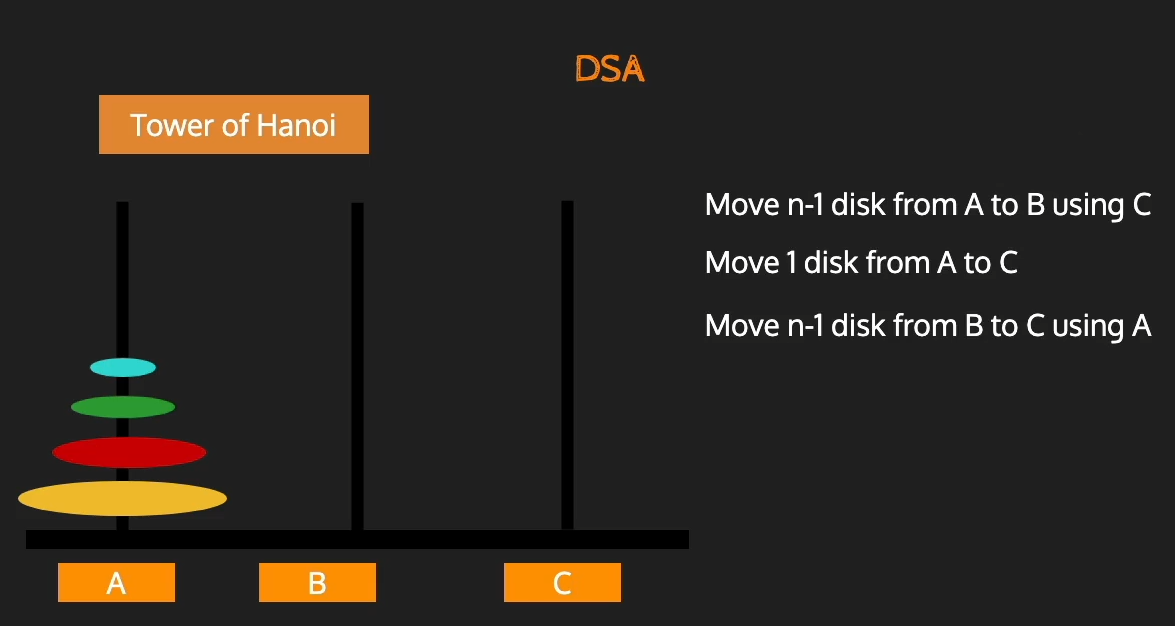 DSA
Tower of Hanoi
Move n-1 disk from A to B using C
Move 1 disk from A to C
Move n-1 disk from B to C using A
A
B
C